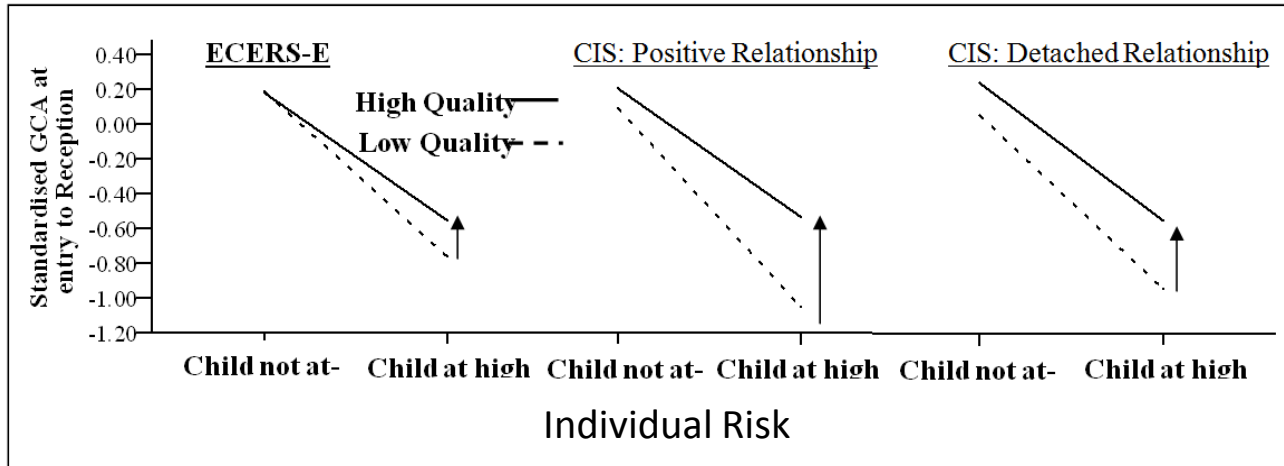 ECERS-E
CIS: Positive Relationship
CIS: Detached Relationship
High Quality
Low Quality
Standardised GCA at
entry to Reception
0.40
0.20
0.00
-0.20
-0.40
-0.60
-0.80
-1.00
-1.20
Child not at- Child at high Child not at- Child at high Child not at- Child at high
Individual Risk